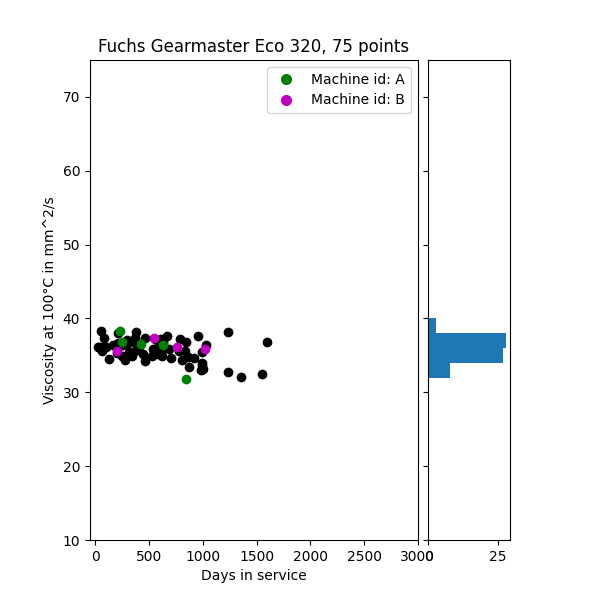 Fuchs Gearmaster Eco 320, 75 points
Machine id: A
Machine id: B
70
60
50
40
30
20
10
Viscosity at 100°C in mm^2/s
0 500 1000 1500 2000 2500 3000
0 25
Days in service